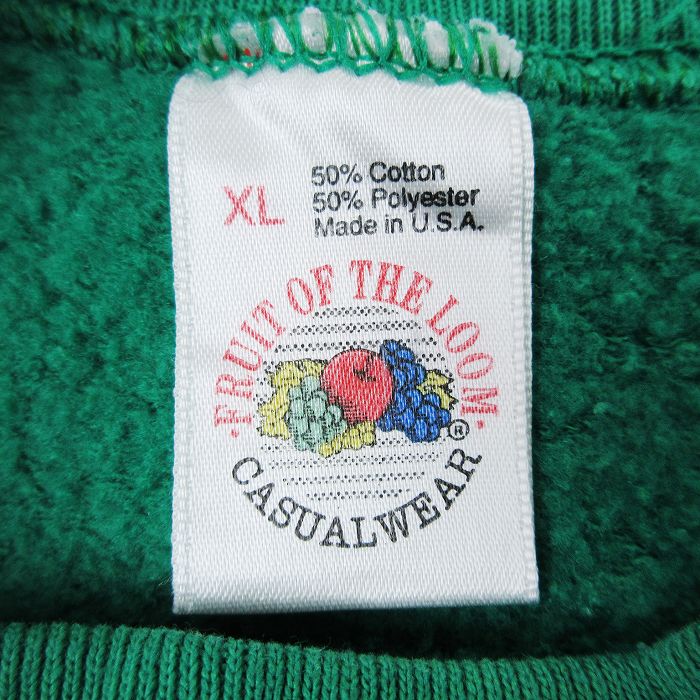 XL
50% Cotton
50% Polyester
Made in U.S.A.
·FRUIT OF THE LOOM·
®
CASUALWEAR